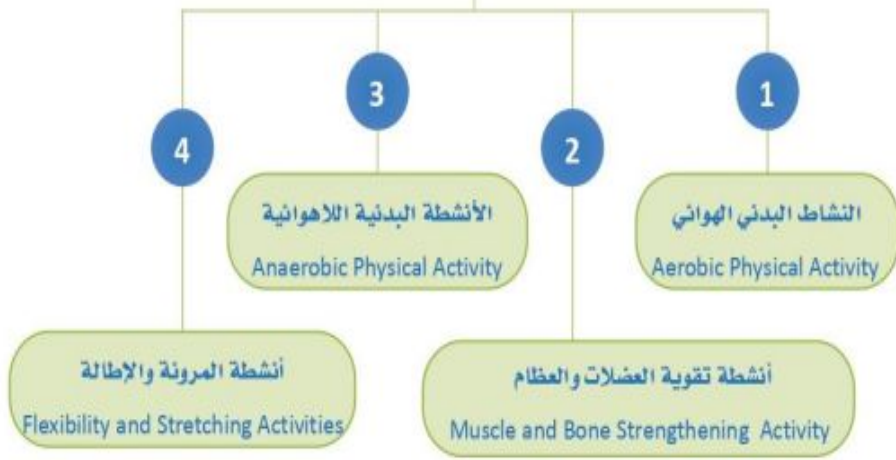 1
النشاط البدني الهوائي
Aerobic Physical Activity
2
أنشطة تقوية العضلات والعظام
Muscle and Bone Strengthening Activity
3
الأنشطة البدنية اللاهوائية
Anaerobic Physical Activity
4
أنشطة المرونة والإطالة
Flexibility and Stretching Activities